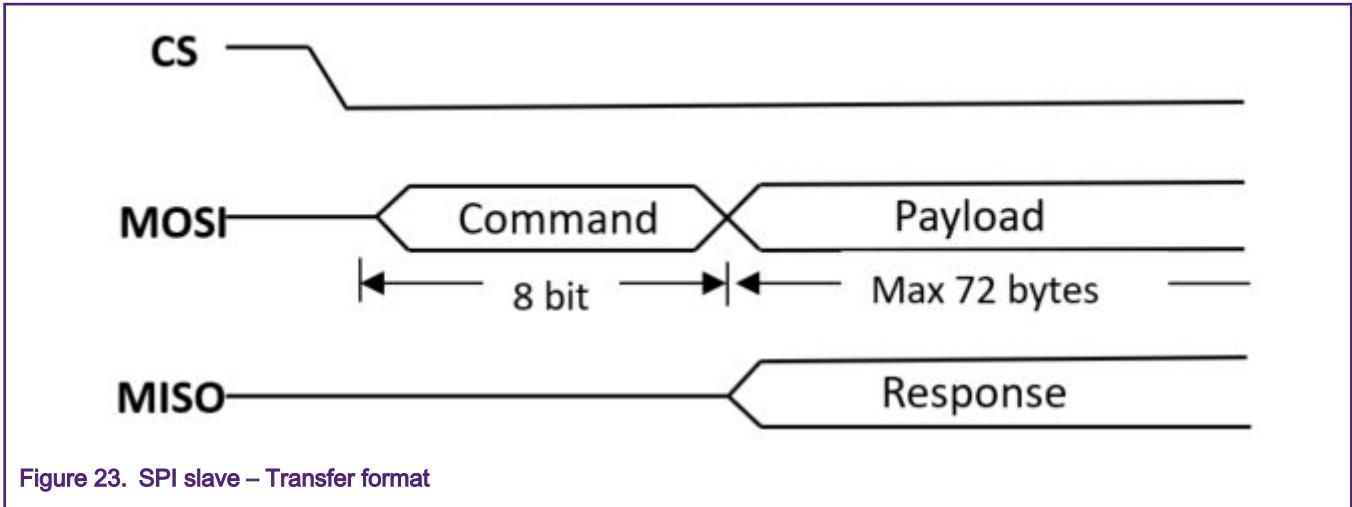 CS
MOSI Command Payload
8 bit Max 72 bytes
MISO Response
Figure 23. SPI slave – Transfer format